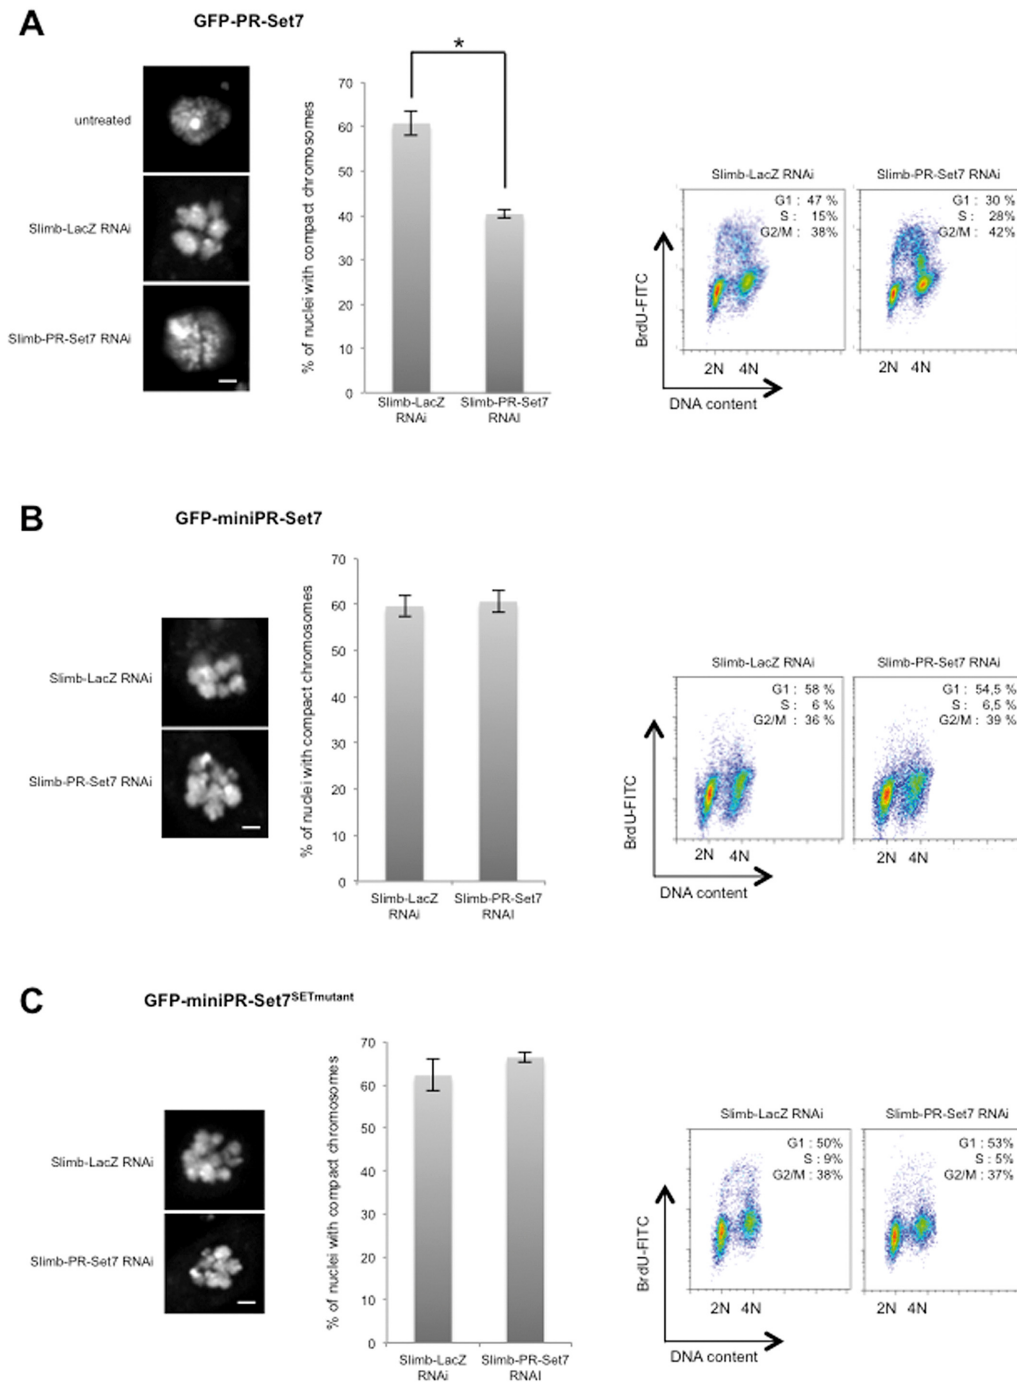 A
GFP-PR-Set7
untreated
Slimb-LacZ RNAi
Slimb-PR-Set7 RNAi
% of nuclei with compact chromosomes
70
60
50
40
30
20
10
0
*
Slimb-LacZ
RNAi
Slimb-PR-Set7
RNAI
Slimb-LacZ RNAi
G1 : 47 %
S : 15%
G2/M : 38%
Slimb-PR-Set7 RNAi
G1 : 30 %
S : 28%
G2/M : 42%
BrdU-FITC
2N 4N
2N 4N
DNA content
B
GFP-miniPR-Set7
Slimb-LacZ RNAi
Slimb-PR-Set7 RNAi
% of nuclei with compact chromosomes
70
60
50
40
30
20
10
0
Slimb-LacZ
RNAi
Slimb-PR-Set7
RNAI
Slimb-LacZ RNAi
G1 : 58 %
S : 6 %
G2/M : 36 %
Slimb-PR-Set7 RNAi
G1 : 54,5 %
S : 6,5 %
G2/M : 39 %
BrdU-FITC
2N 4N
2N 4N
DNA content
C
GFP-miniPR-Set7SETmutant
Slimb-LacZ RNAi
Slimb-PR-Set7 RNAi
% of nuclei with compact chromosomes
70
60
50
40
30
20
10
0
Slimb-LacZ
RNAi
Slimb-PR-Set7
RNAI
Slimb-LacZ RNAi
G1 : 50%
S : 9%
G2/M : 38%
Slimb-PR-Set7 RNAi
G1 : 53%
S : 5%
G2/M : 37%
BrdU-FITC
2N 4N
2N 4N
DNA content